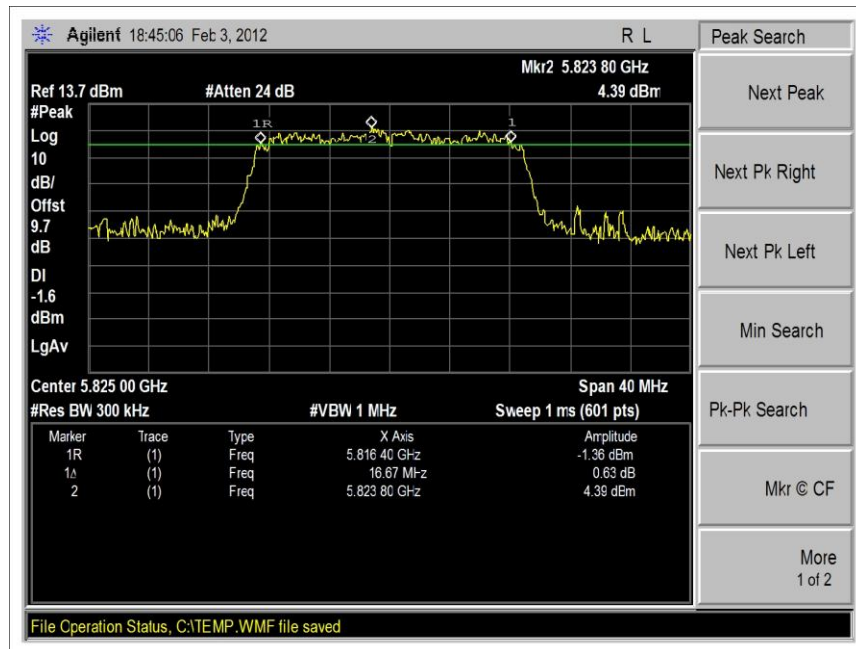 Agilent 18:45:06 Feb 3, 2012 R L
Peak Search
Mkr2 5.823 80 GHz
Ref 13.7 dBm #Atten 24 dB 4.39 dBm
#Peak
Log
10
dB/
Offst
9.7
dB
DI
-1.6
dBm
LgAv
1R
2
1
Center 5.825 00 GHz Span 40 MHz
#Res BW 300 kHz #VBW 1 MHz Sweep 1 ms (601 pts)
Marker Trace Type X Axis Amplitude
1R (1) Freq 5.816 40 GHz -1.36 dBm
1Δ (1) Freq 16.67 MHz 0.63 dB
2 (1) Freq 5.823 80 GHz 4.39 dBm
Next Peak
Next Pk Right
Next Pk Left
Min Search
Pk-Pk Search
Mkr © CF
More
1 of 2
File Operation Status, C:\TEMP.WMF file saved